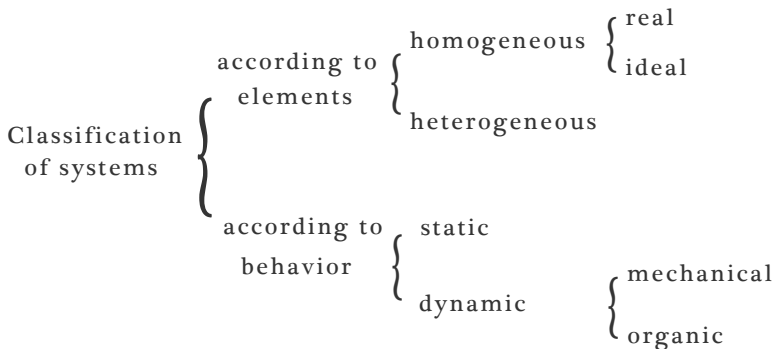 Classification
of systems
according to
elements
homogeneous
real
ideal
heterogeneous
according to
behavior
static
dynamic
mechanical
organic